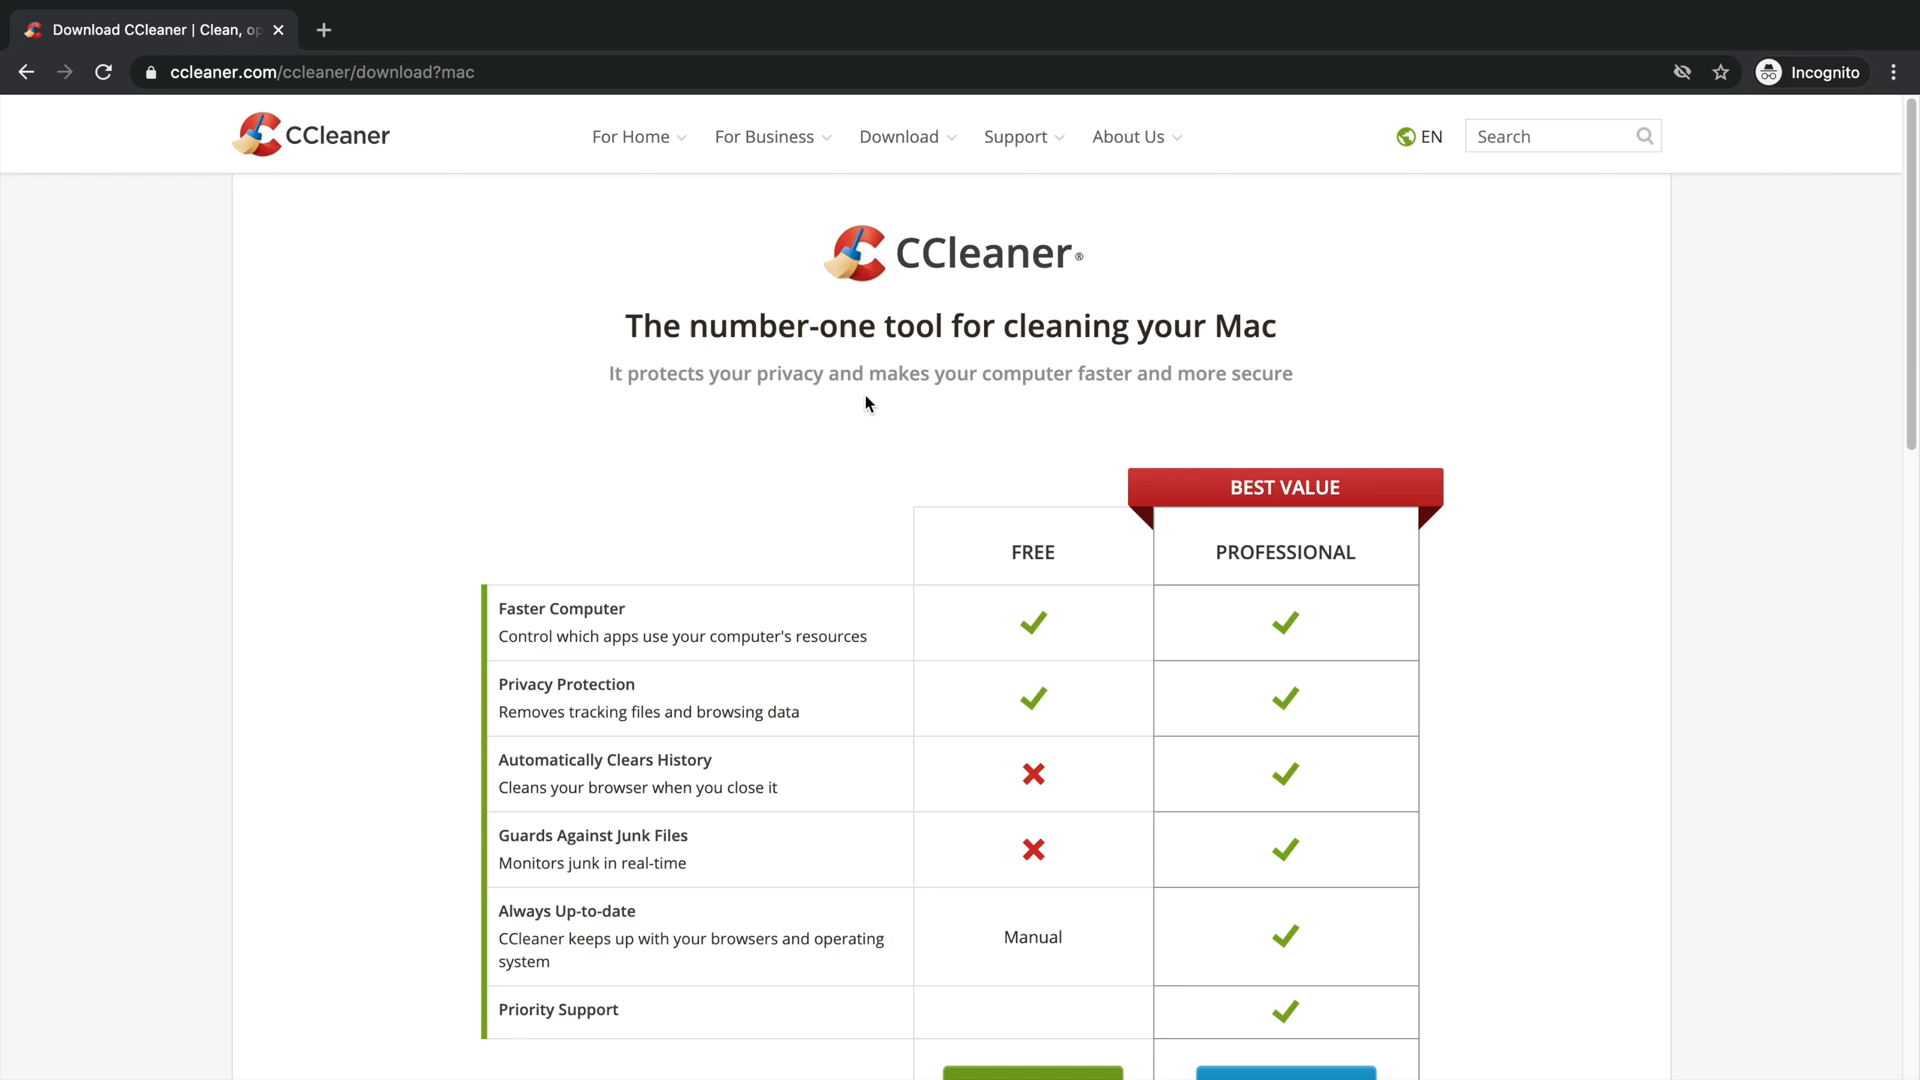 Download CCleaner | Clean, op
ccleaner.com/ccleaner/download?mac
Incognito
CCleaner
For Home
For Business
Download
Support
About Us
EN
Search
CCleaner®
The number-one tool for cleaning your Mac
It protects your privacy and makes your computer faster and more secure
BEST VALUE
FREE
PROFESSIONAL
Faster Computer
Control which apps use your computer's resources
Privacy Protection
Removes tracking files and browsing data
Automatically Clears History
Cleans your browser when you close it
Guards Against Junk Files
Monitors junk in real-time
Always Up-to-date
CCleaner keeps up with your browsers and operating
system
Manual
Priority Support